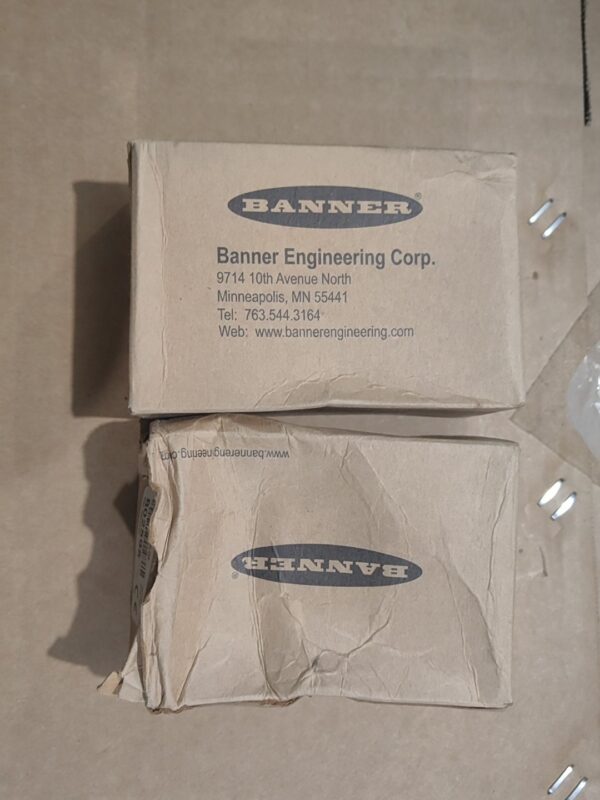 BANNER®
Banner Engineering Corp.
9714 10th Avenue North
Minneapolis, MN 55441
Tel: 763.544.3164
Web: www.bannerengineering.com
www.bannerengineering.com
BANNER®